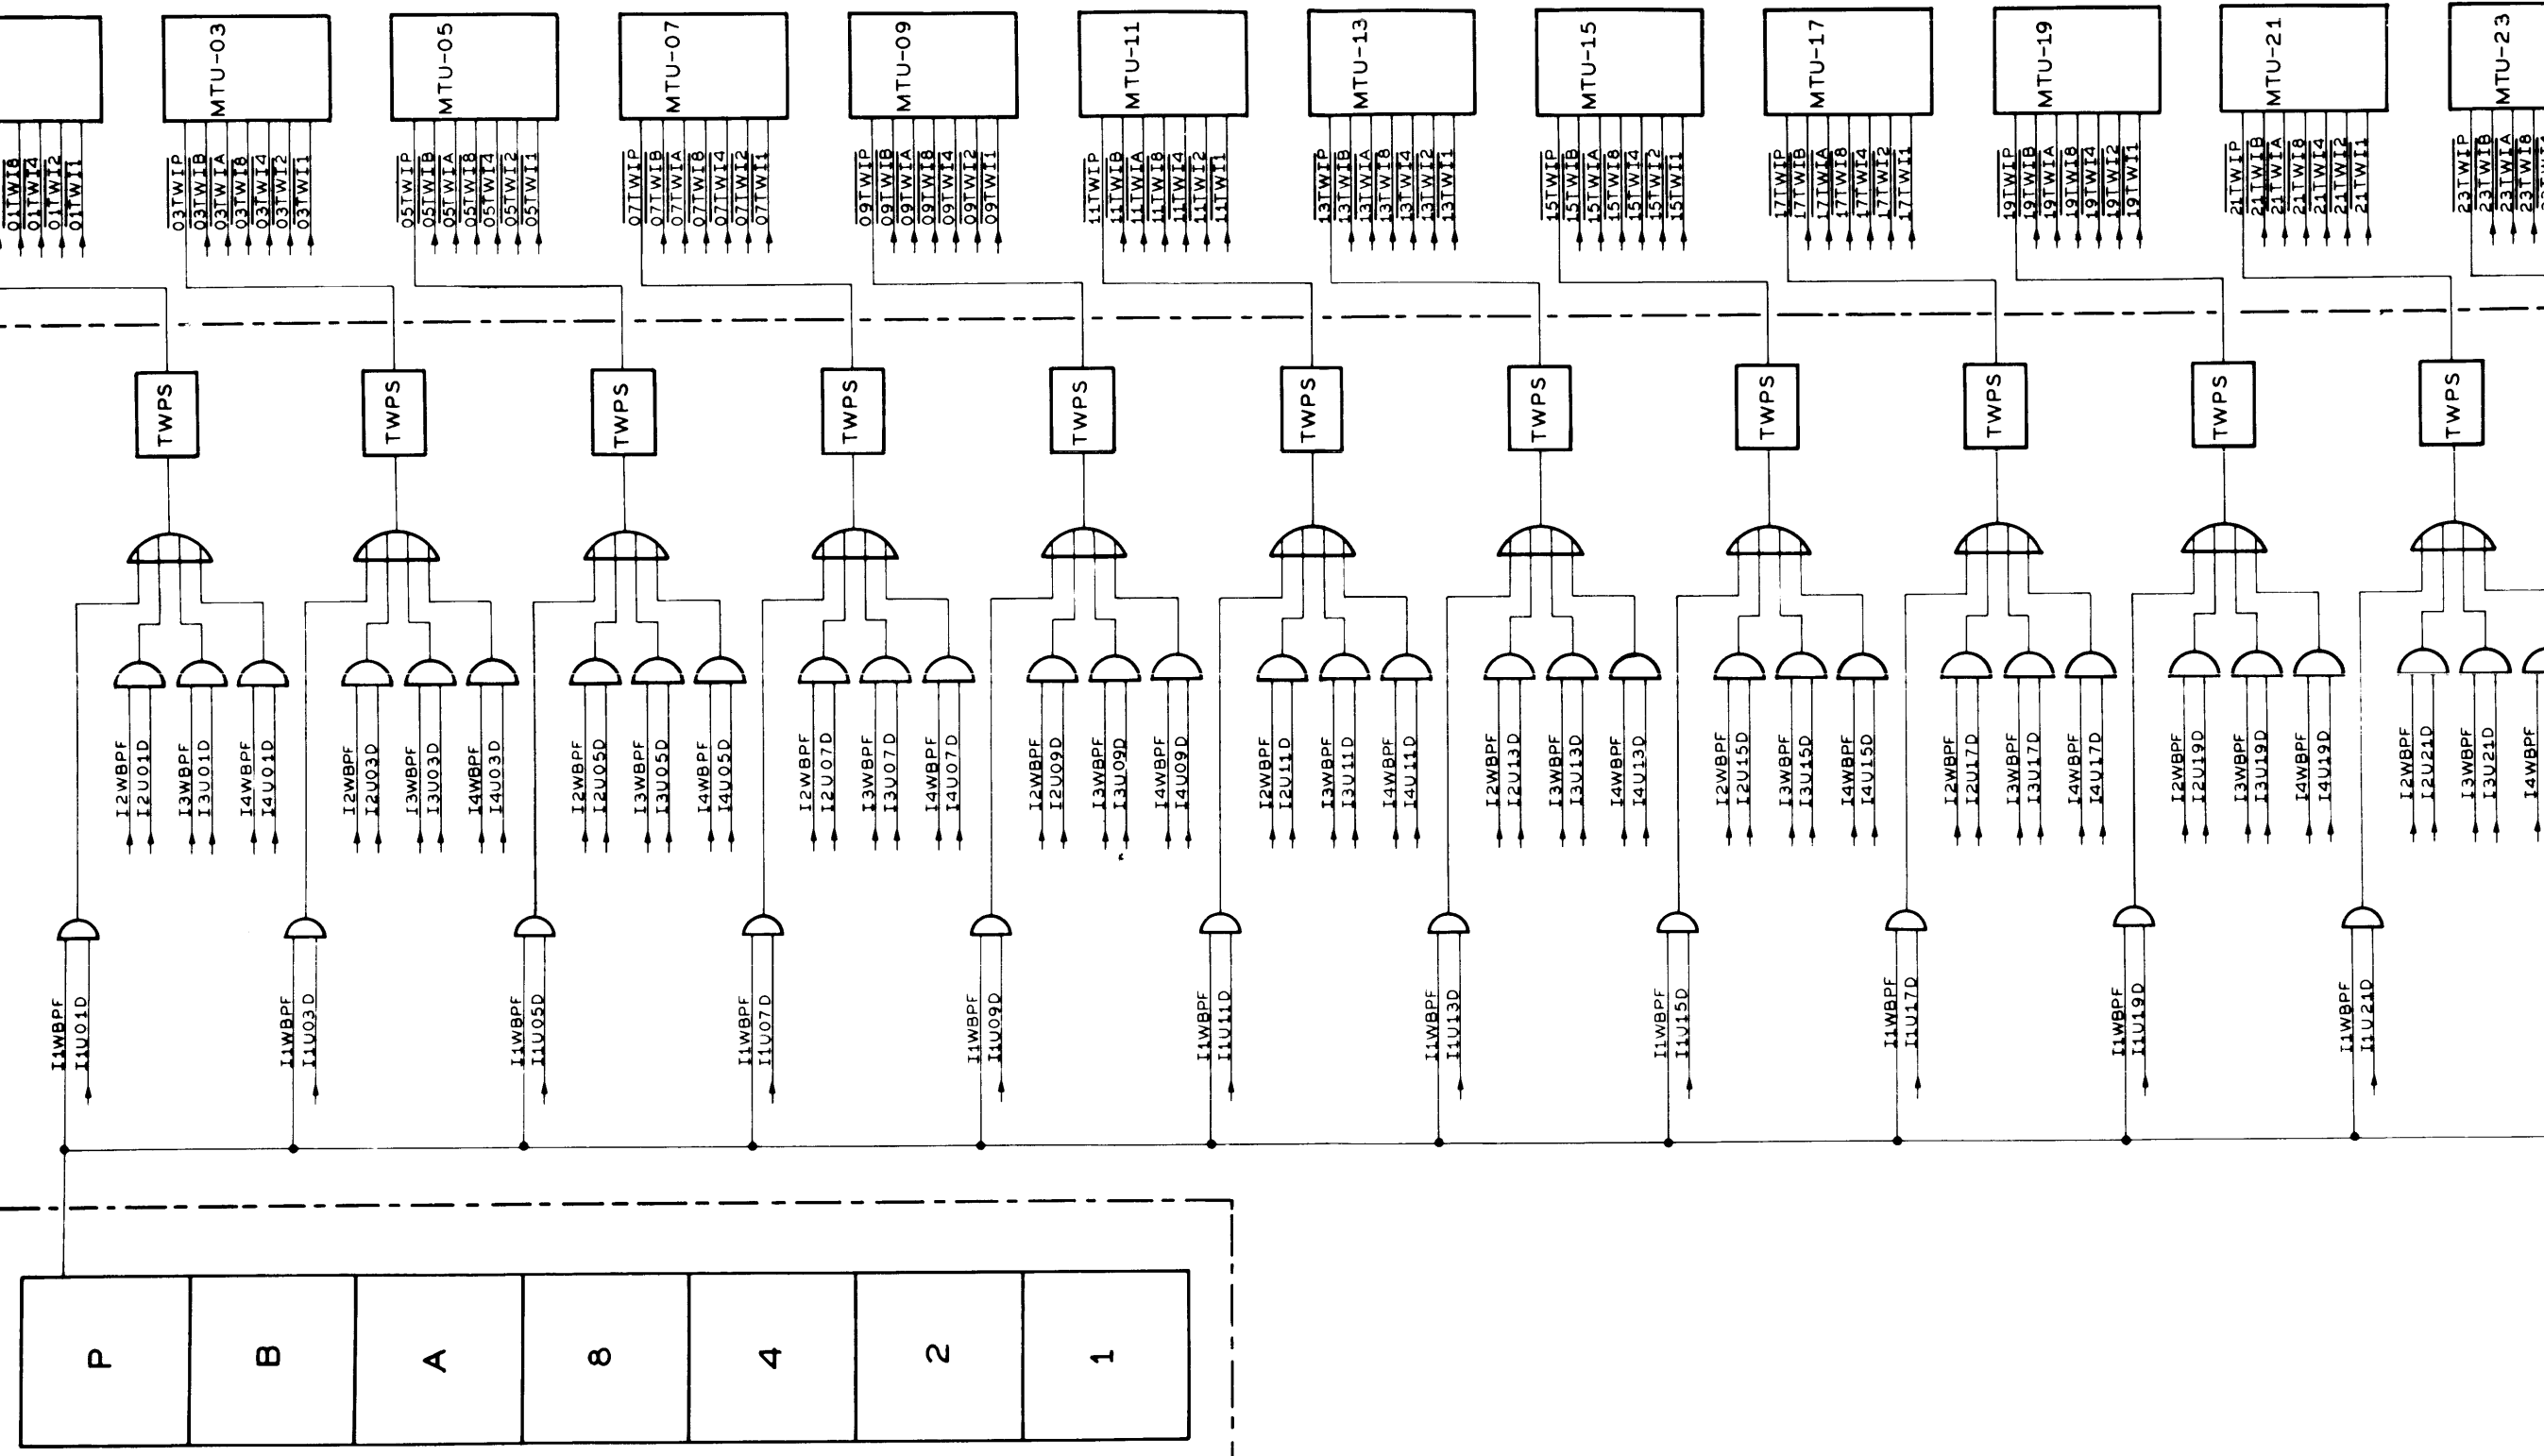 MTU-03
MTU-05
MTU-07
MTU-09
MTU-11
MTU-13
MTU-15
MTU-17
MTU-19
MTU-21
MTU-23
01TWI8
01TWI4
01TWI2
01TWI1
03TWIP
03TWIB
03TWIA
03TWI8
03TWI4
03TWI2
03TWI1
05TWIP
05TWIB
05TWIA
05TWI8
05TWI4
05TWI2
05TWI1
07TWIP
07TWIB
07TWIA
07TWI8
07TWI4
07TWI2
07TWI1
09TWIP
09TWIB
09TWIA
09TWI8
09TWI4
09TWI2
09TWI1
11TWIP
11TWIB
11TWIA
11TWI8
11TWI4
11TWI2
11TWI1
13TWIP
13TWIB
13TWIA
13TWI8
13TWI4
13TWI2
13TWI1
15TWIP
15TWIB
15TWIA
15TWI8
15TWI4
15TWI2
15TWI1
17TWIP
17TWIB
17TWIA
17TWI8
17TWI4
17TWI2
17TWI1
19TWIP
19TWIB
19TWIA
19TWI8
19TWI4
19TWI2
19TWI1
21TWIP
21TWIB
21TWIA
21TWI8
21TWI4
21TWI2
21TWI1
23TWIP
23TWIB
23TWIA
23TWI8
TWPS
TWPS
TWPS
TWPS
TWPS
TWPS
TWPS
TWPS
TWPS
TWPS
TWPS
I2WBPF
I2U01D
I3WBPF
I3U01D
I4WBPF
I4U01D
I2WBPF
I2U03D
I3WBPF
I3U03D
I4WBPF
I4U03D
I2WBPF
I2U05D
I3WBPF
I3U05D
I4WBPF
I4U05D
I2WBPF
I2U07D
I3WBPF
I3U07D
I4WBPF
I4U07D
I2WBPF
I2U09D
I3WBPF
I3U09D
I4WBPF
I4U09D
I2WBPF
I2U11D
I3WBPF
I3U11D
I4WBPF
I4U11D
I2WBPF
I2U13D
I3WBPF
I3U13D
I4WBPF
I4U13D
I2WBPF
I2U15D
I3WBPF
I3U15D
I4WBPF
I4U15D
I2WBPF
I2U17D
I3WBPF
I3U17D
I4WBPF
I4U17D
I2WBPF
I2U19D
I3WBPF
I3U19D
I4WBPF
I4U19D
I2WBPF
I2U21D
I3WBPF
I3U21D
I4WBPF
I1WBPF
I1U01D
I1WBPF
I1U03D
I1WBPF
I1U05D
I1WBPF
I1U07D
I1WBPF
I1U09D
I1WBPF
I1U11D
I1WBPF
I1U13D
I1WBPF
I1U15D
I1WBPF
I1U17D
I1WBPF
I1U19D
I1WBPF
I1U21D
P
B
A
8
4
2
1